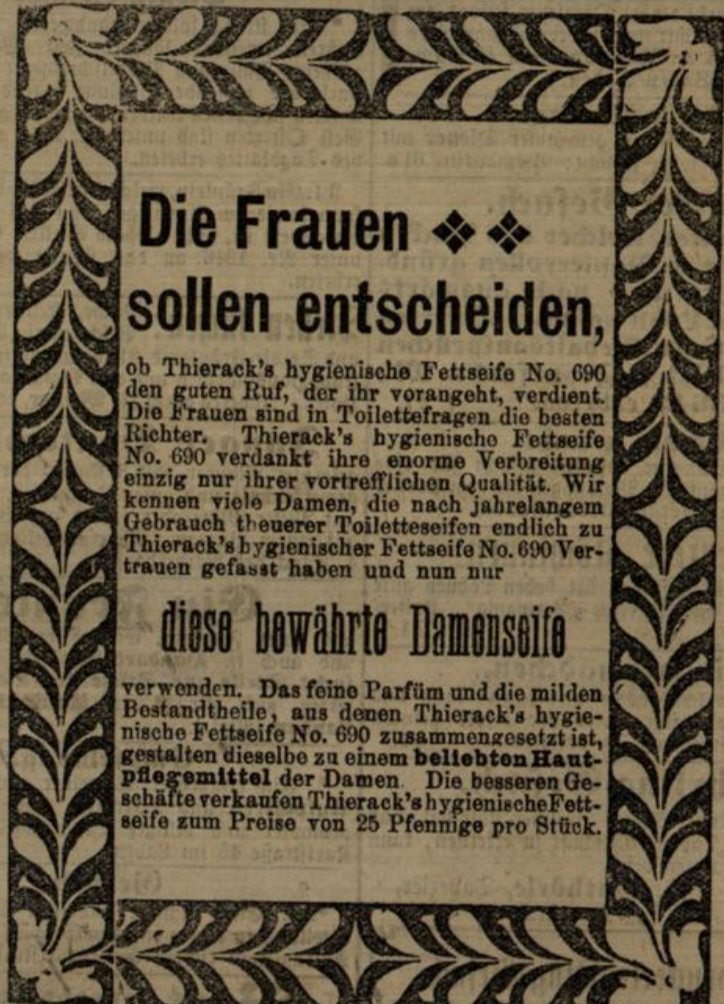 Die Frauen
sollen entscheiden,
ob Thierack's hygienische Fettseife No. 690
den guten Ruf, der ihr vorangeht, verdient.
Die Frauen sind in Toilettefragen die besten
Richter. Thierack's hygienische Fettseife
No. 690 verdankt ihre enorme Verbreitung
einzig nur ihrer vortrefflichen Qualität. Wir
kennen viele Damen, die nach jahrelangem
Gebrauch theuerer Toiletteseifen endlich zu
Thierack's hygienischer Fettseife No. 690 Ver-
trauen gefasst haben und nun nur
diese bewährte Damenseife
verwenden. Das feine Parfüm und die milden
Bestandtheile, aus denen Thierack's hygie-
nische Fettseife No. 690 zusammengesetzt ist,
gestalten dieselbe zu einem beliebten Haut-
pflegemittel der Damen. Die besseren Ge-
schäfte verkaufen Thierack's hygienische Fett-
seife zum Preise von 25 Pfennige pro Stück.